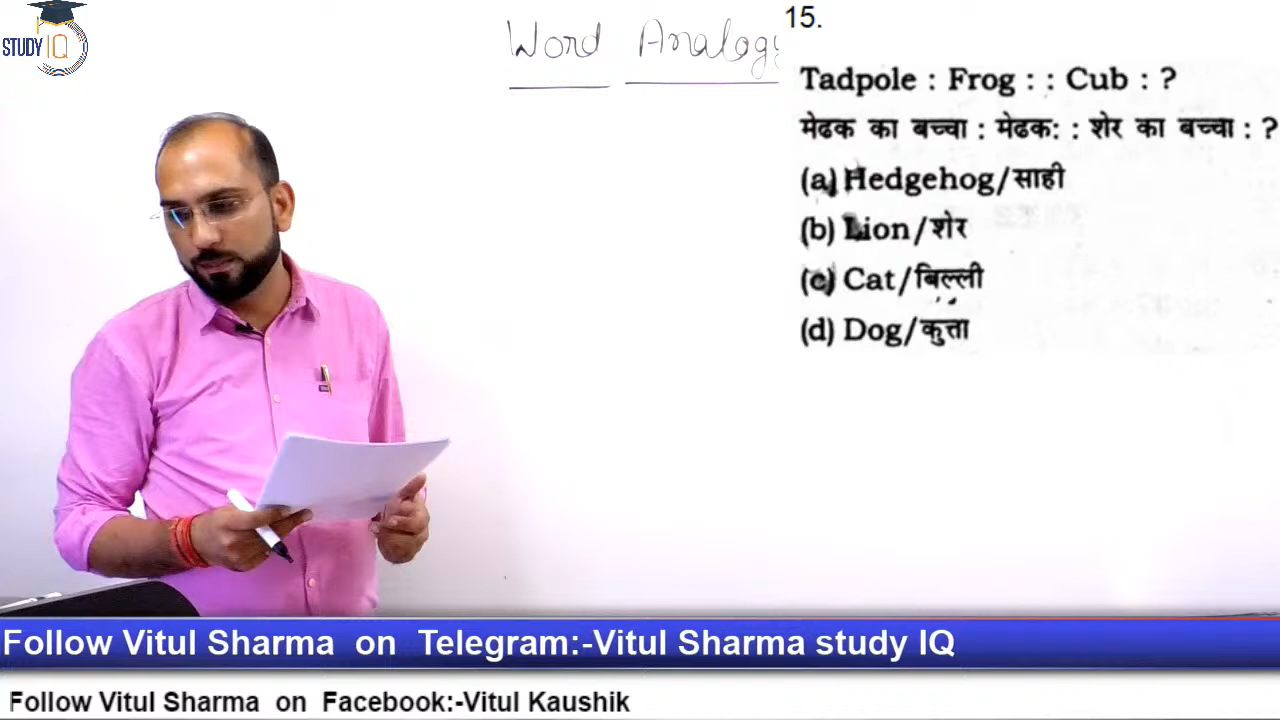 STUDY IQ
Word Analogy
15.
Tadpole : Frog : : Cub : ?
मेढक का बच्चा : मेढक: : शेर का बच्चा : ?
(a) Hedgehog/साही
(b) Lion/शेर
(c) Cat/बिल्ली
(d) Dog/कुत्ता
Follow Vitul Sharma on Telegram:-Vitul Sharma study IQ
Follow Vitul Sharma on Facebook:-Vitul Kaushik